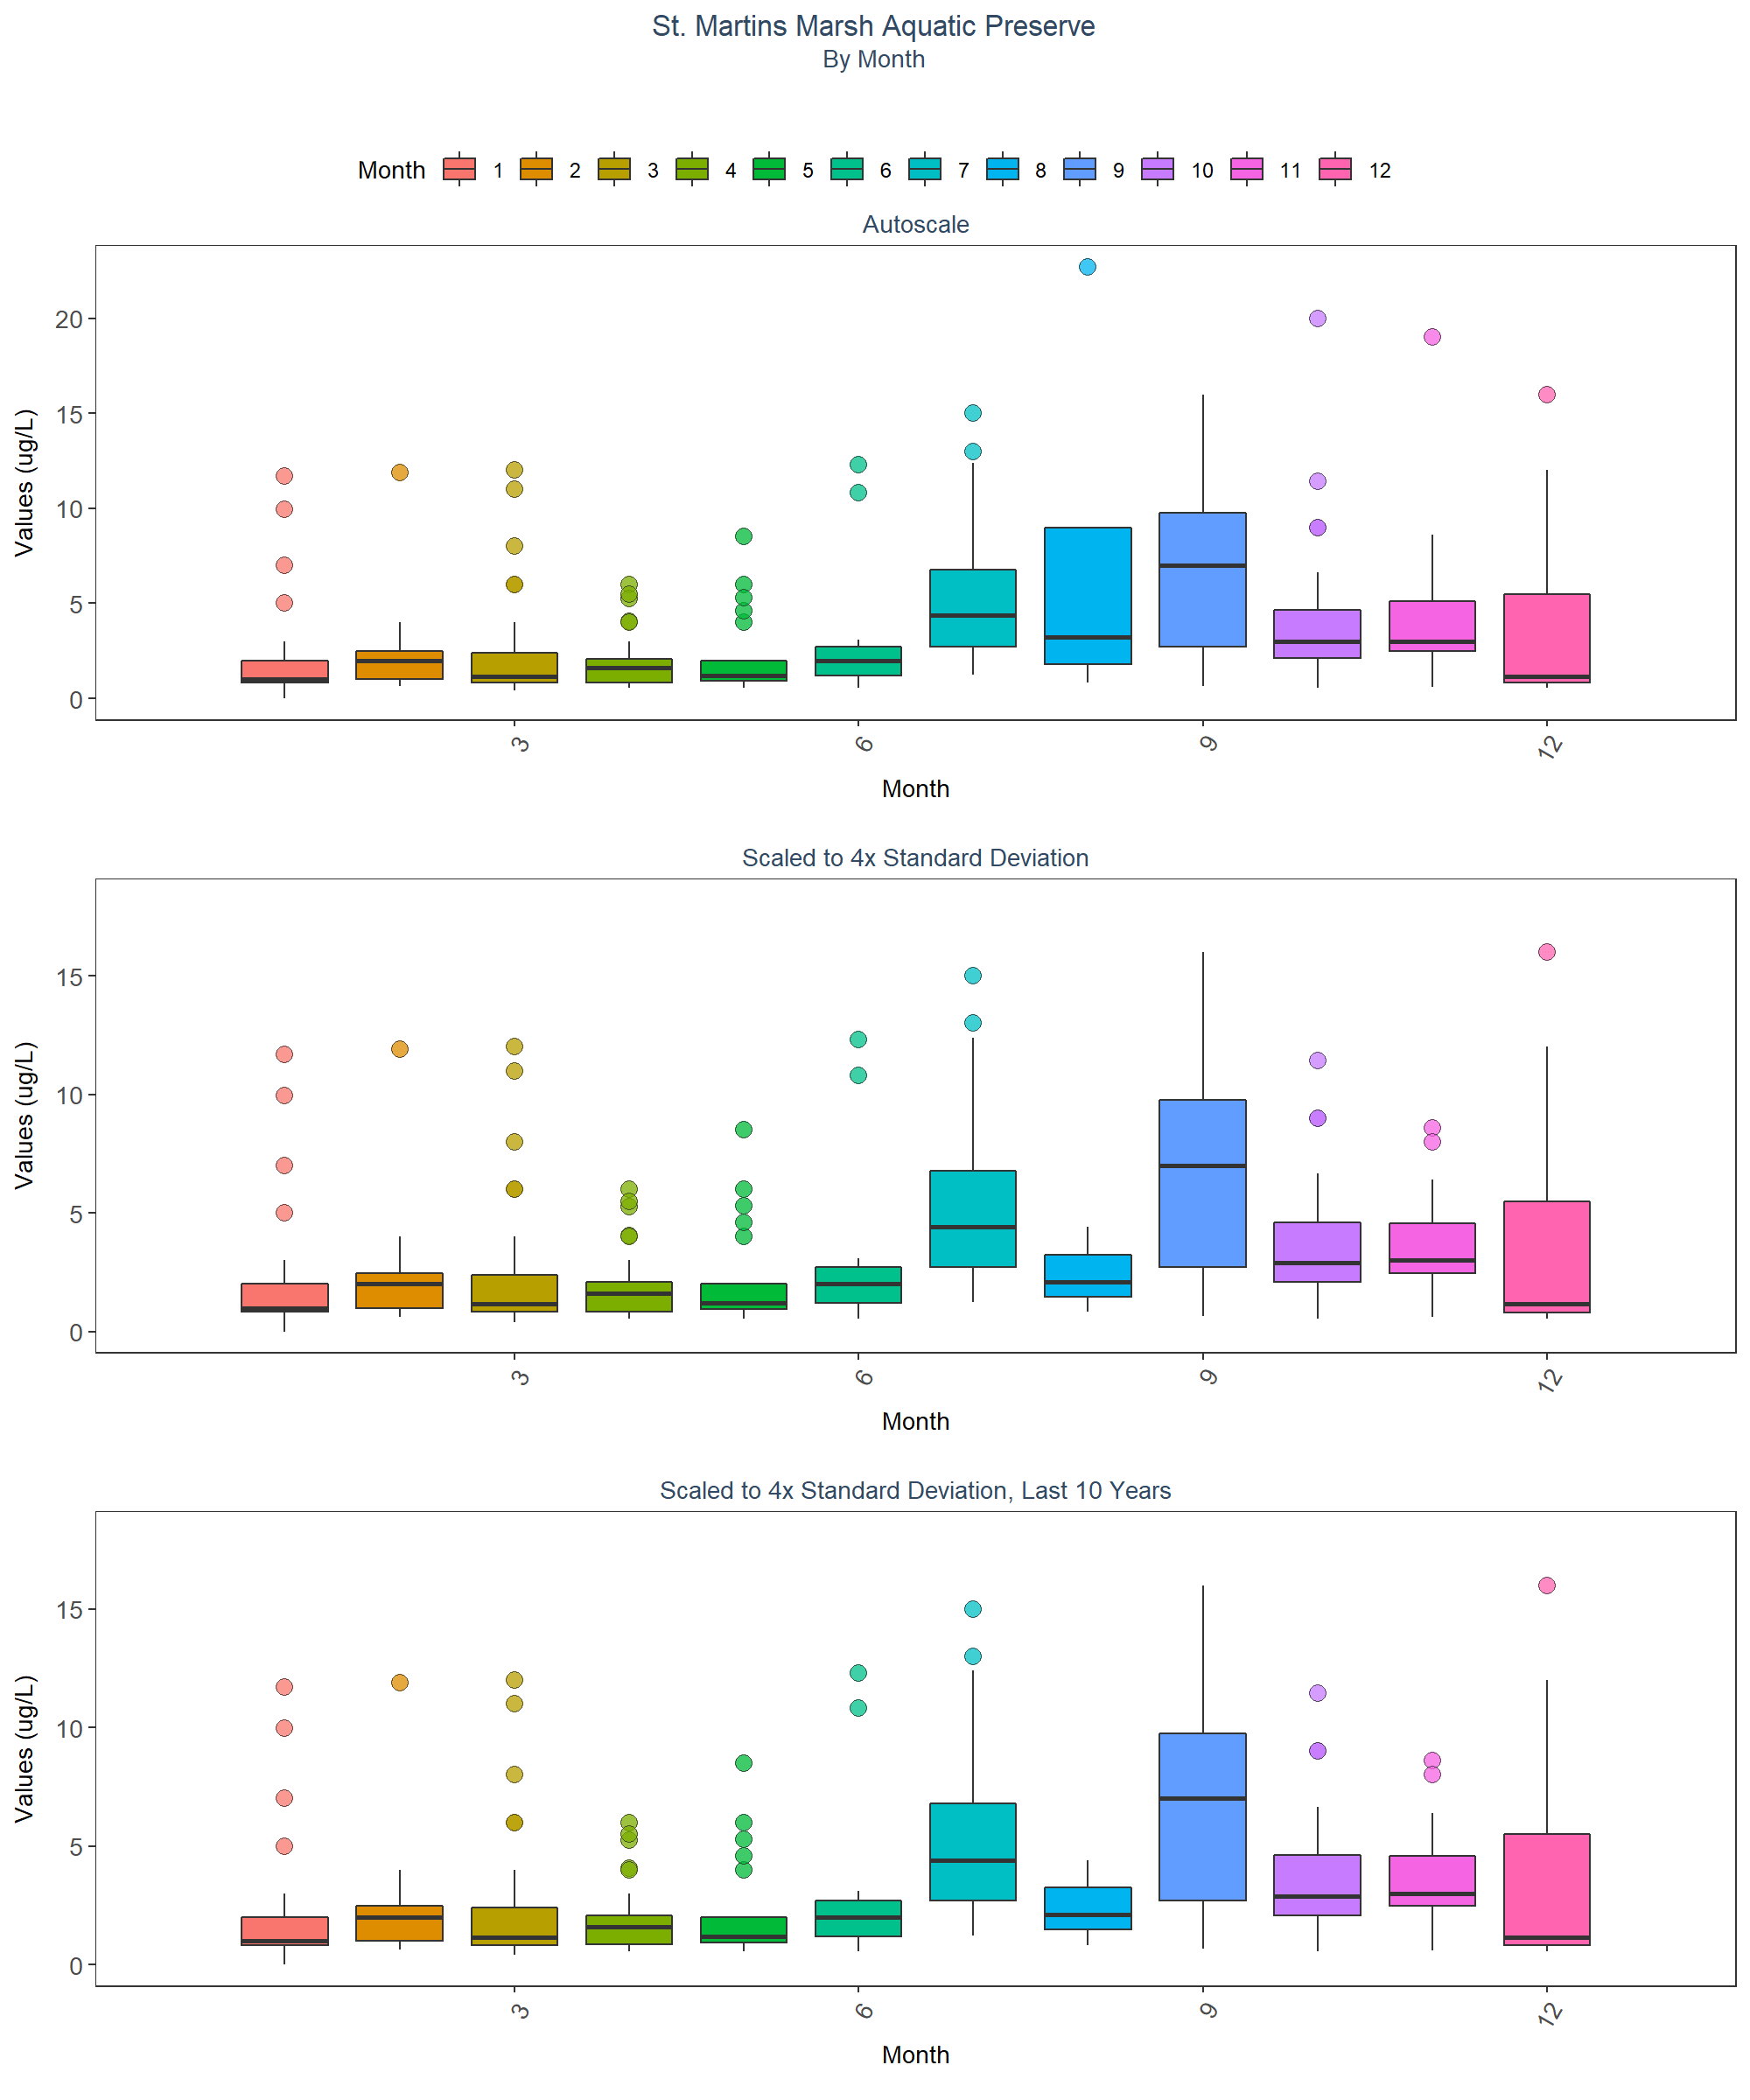 St. Martins Marsh Aquatic Preserve
By Month
Month 1 2 3 4 5 6 7 8 9 10 11 12
Autoscale
Values (ug/L)
20
15
10
5
0
3 6 9 12
Month
Scaled to 4x Standard Deviation
Values (ug/L)
15
10
5
0
3 6 9 12
Month
Scaled to 4x Standard Deviation, Last 10 Years
Values (ug/L)
15
10
5
0
3 6 9 12
Month